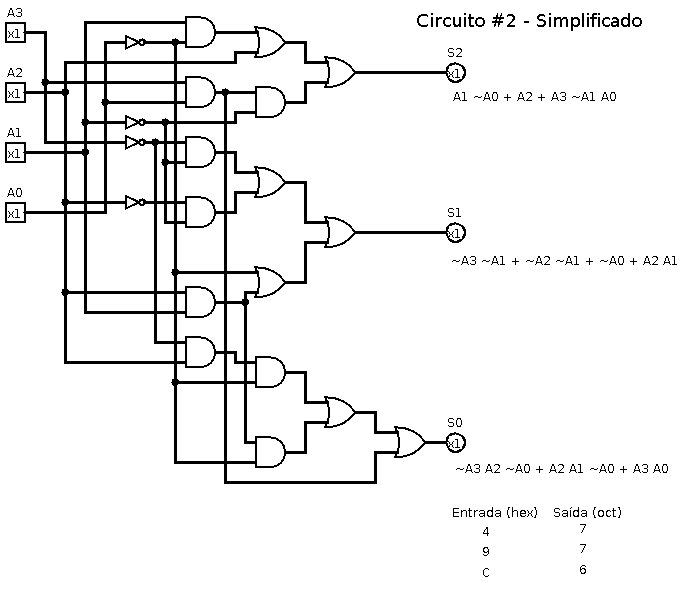 Circuito #2 - Simplificado
A3
x1
A2
x1
A1
x1
A0
x1
S2
x1
A1 ~A0 + A2 + A3 ~A1 A0
S1
x1
~A3 ~A1 + ~A2 ~A1 + ~A0 + A2 A1
S0
x1
~A3 A2 ~A0 + A2 A1 ~A0 + A3 A0
Entrada (hex) Saída (oct)
4 7
9 7
C 6